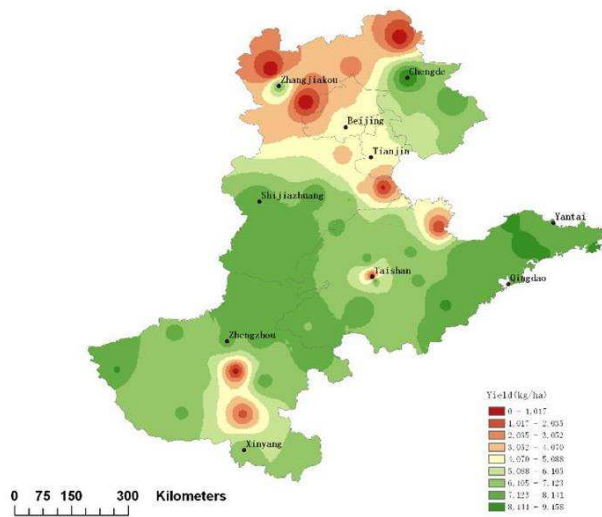 Chengde
Zhangjiakou
Beijing
Tianjin
Shijiazhuang
Yantai
Taishan
Qingdao
Zhengzhou
Xinyang
Yield(kg/ha)
0 - 1,017
1,017 - 2,035
2,035 - 3,052
3,052 - 4,070
4,070 - 5,088
5,088 - 6,105
6,105 - 7,123
7,123 - 8,141
8,141 - 9,158
0 75 150 300 Kilometers